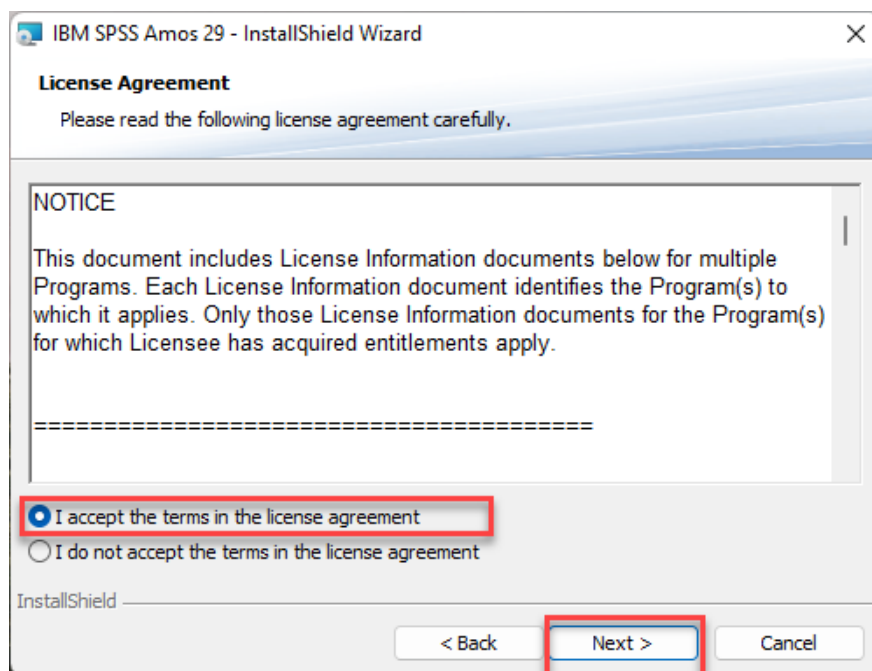 IBM SPSS Amos 29 - InstallShield Wizard
License Agreement
Please read the following license agreement carefully.
NOTICE
This document includes License Information documents below for multiple
Programs. Each License Information document identifies the Program(s) to
which it applies. Only those License Information documents for the Program(s)
for which Licensee has acquired entitlements apply.
========================================
I accept the terms in the license agreement
I do not accept the terms in the license agreement
InstallShield
< Back Next > Cancel